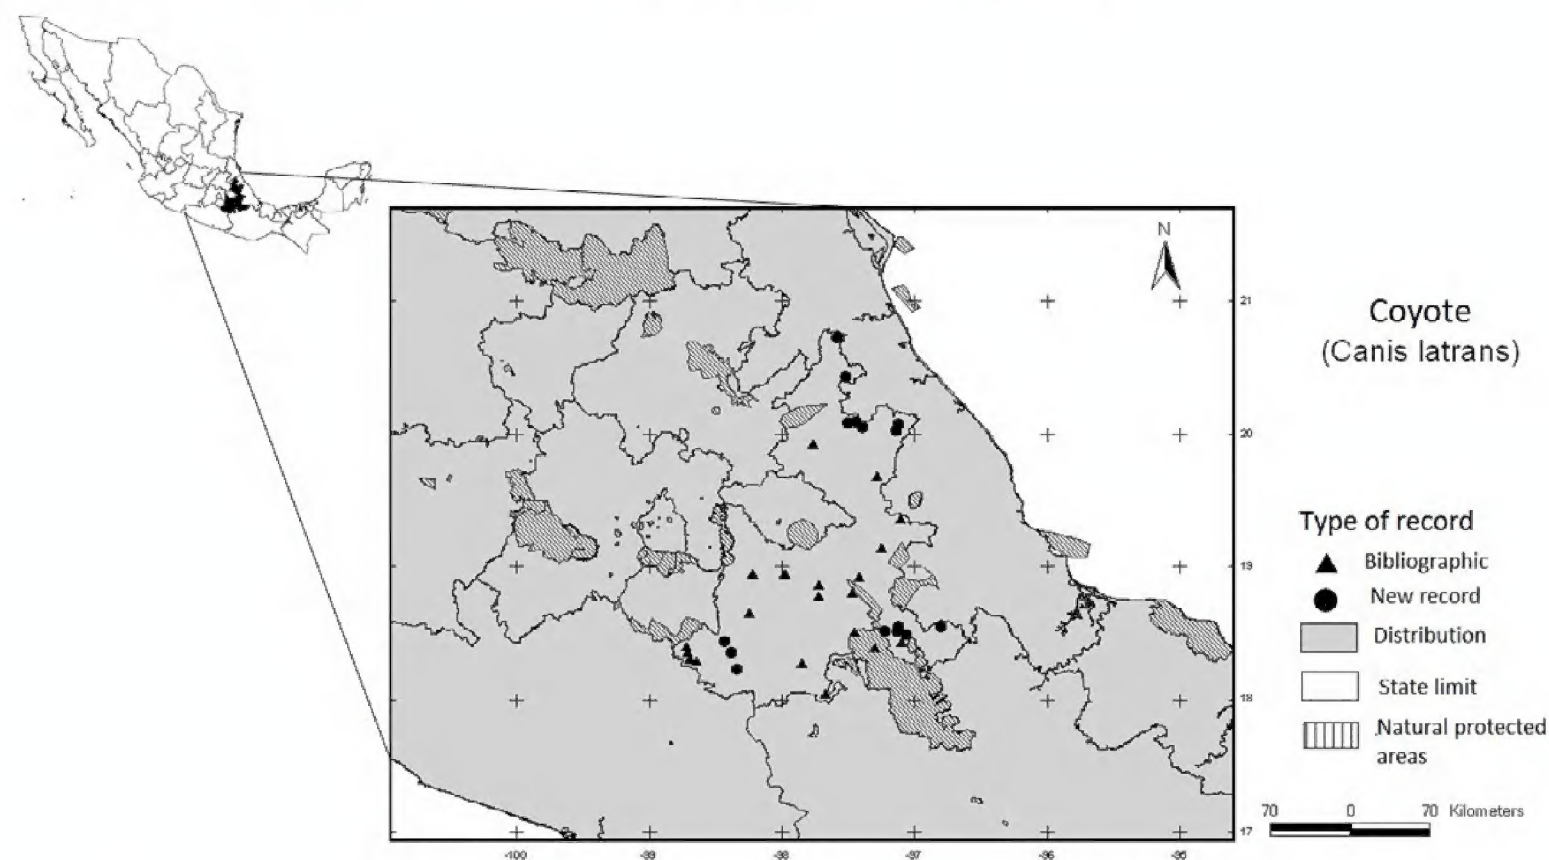 N
21
20
19
18
17
-100
-99
-98
-97
-96
-95
Coyote
(Canis latrans)
Type of record
Bibliographic
New record
Distribution
State limit
Natural protected
areas
70 0 70 Kilometers